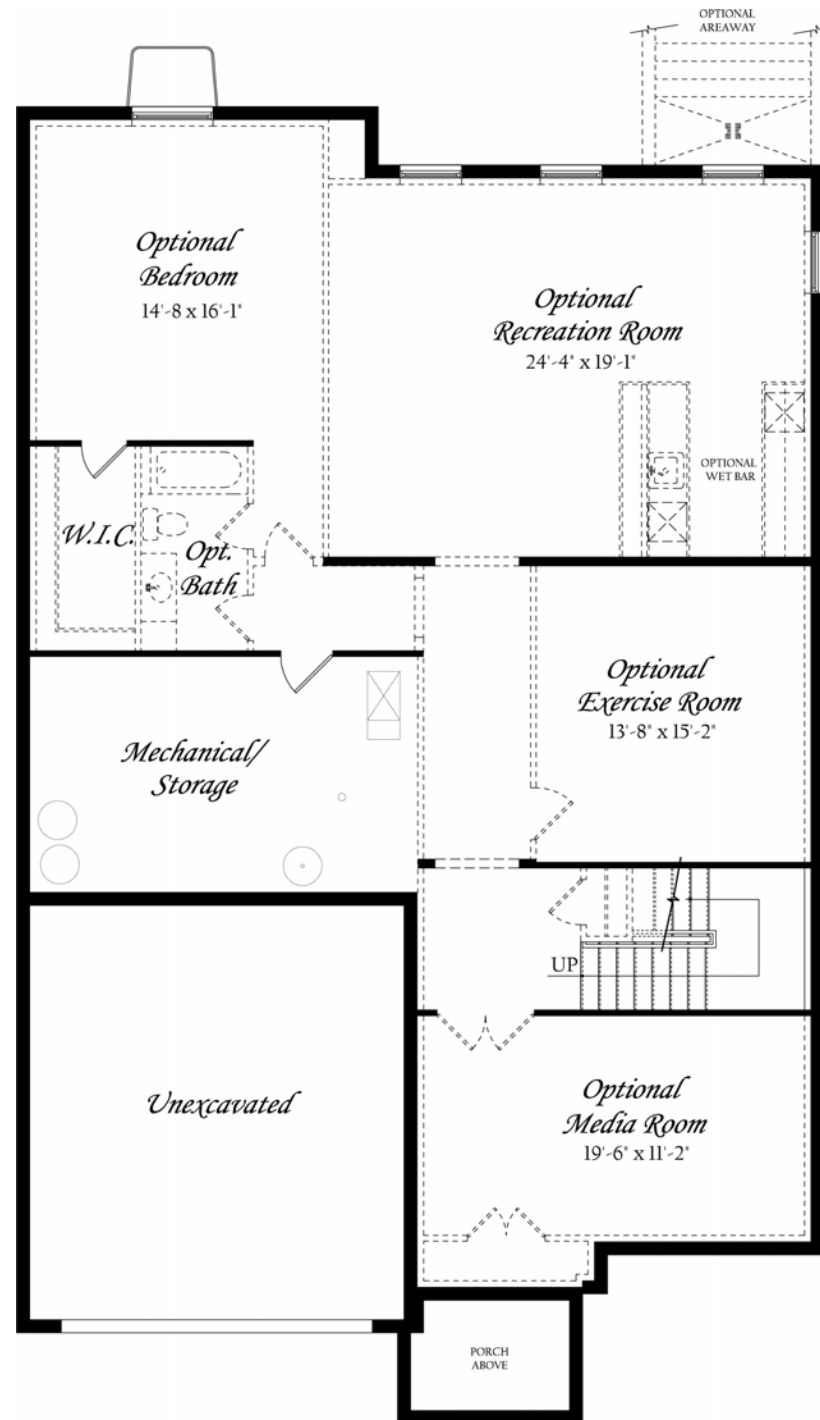 OPTIONAL
AREAWAY
Optional
Bedroom
14'-8 x 16'-1"
Optional
Recreation Room
24'-4" x 19'-1"
OPTIONAL
WET BAR
W.I.C.
Opt.
Bath
Optional
Exercise Room
13'-8" x 15'-2"
Mechanical/
Storage
UP
Unexcavated
Optional
Media Room
19'-6" x 11'-2"
PORCH
ABOVE